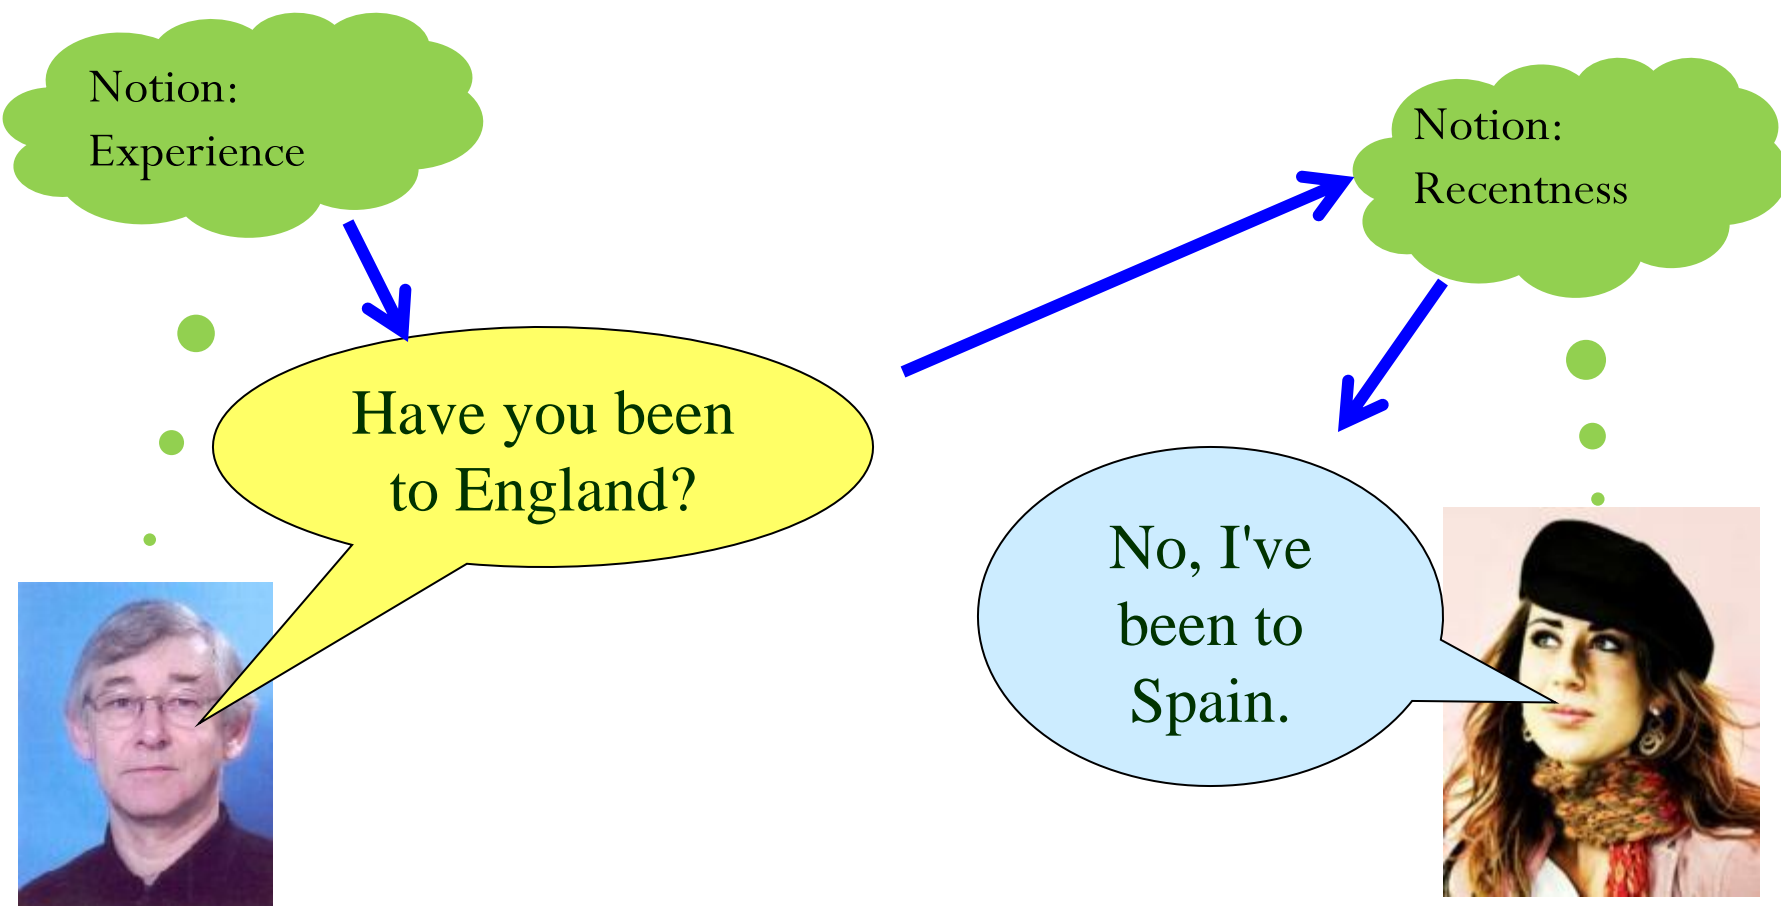 Notion:
Experience
Have you been
to England?
Notion:
Recentness
No, I've
been to
Spain.